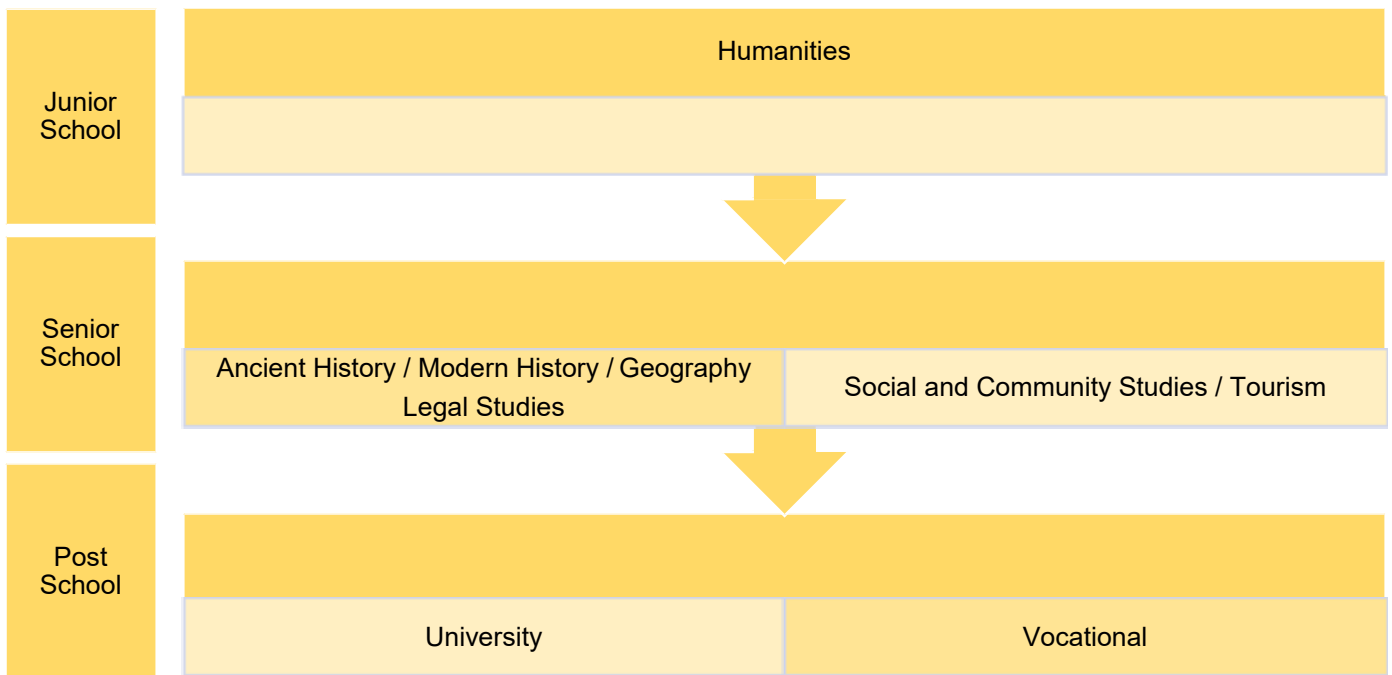 Junior
School
Humanities
Senior
School
Ancient History / Modern History / Geography
Legal Studies
Social and Community Studies / Tourism
Post
School
University
Vocational